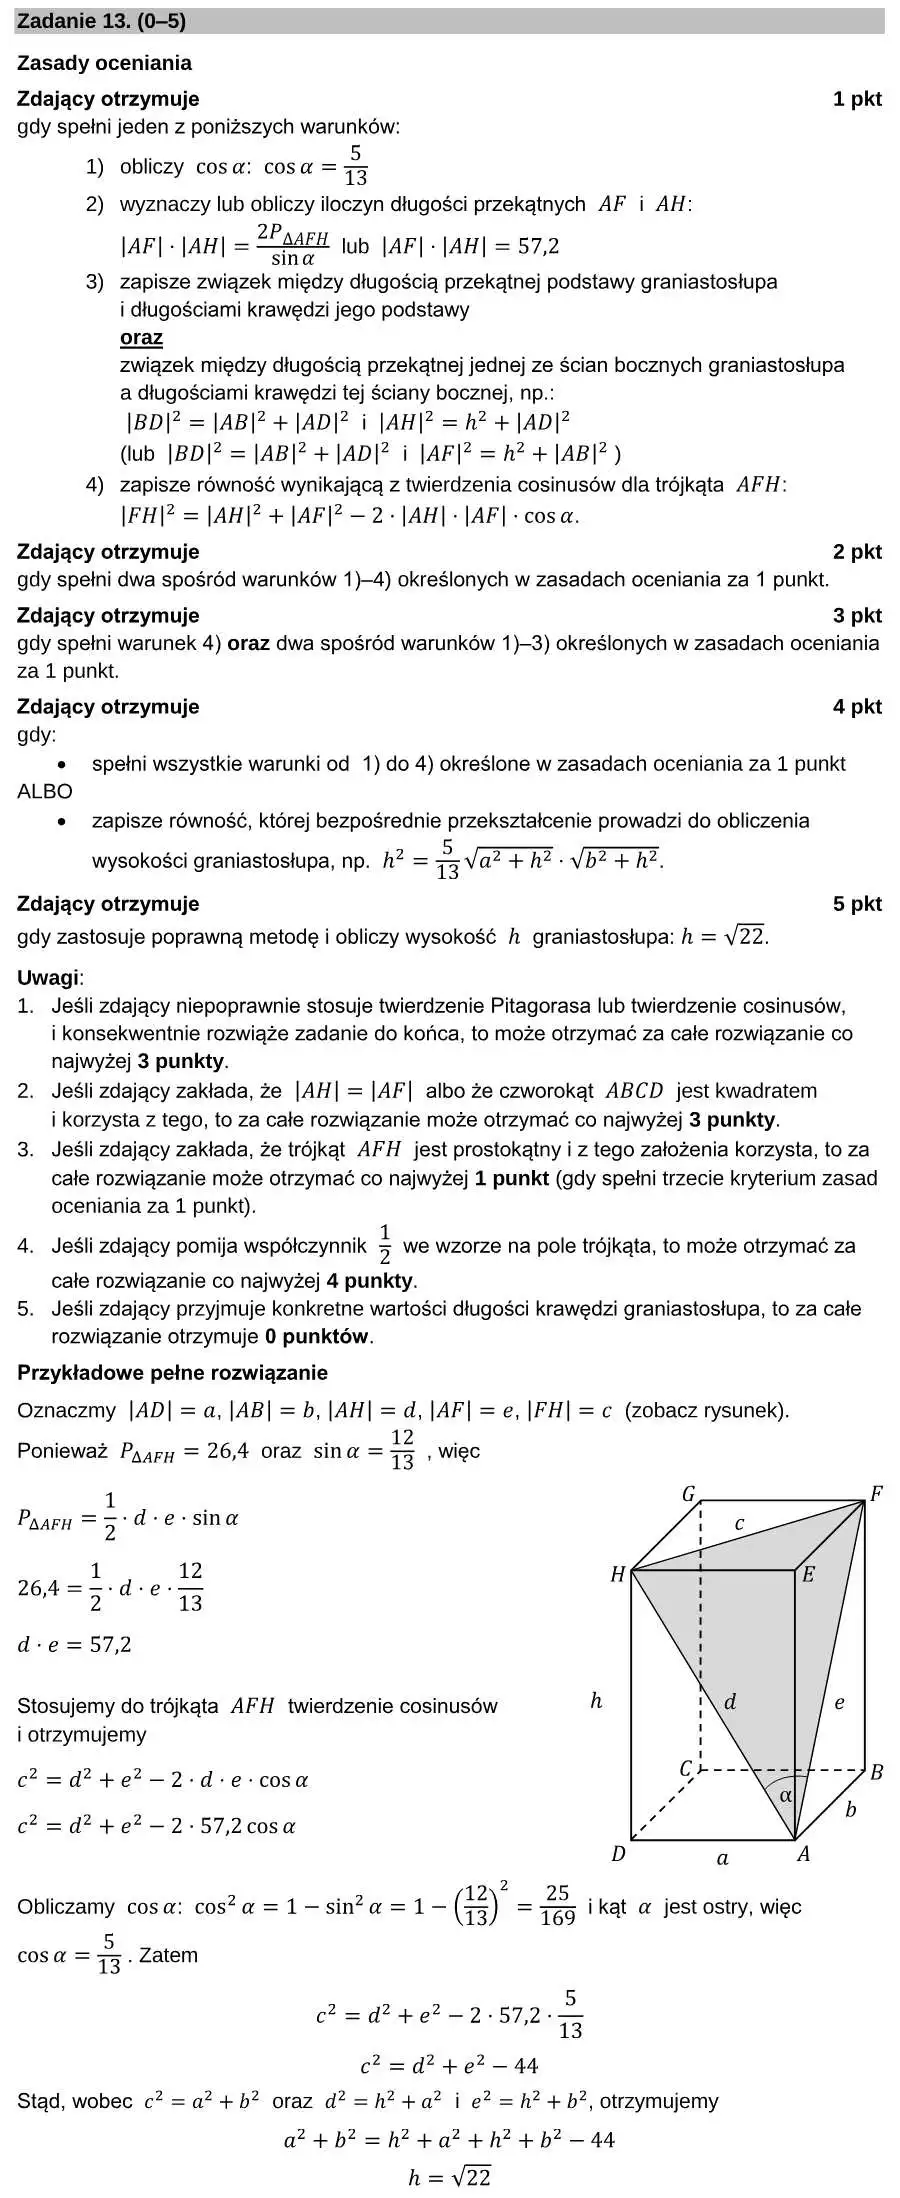 Zadanie 13. (0–5)
Zasady oceniania
Zdający otrzymuje 1 pkt
gdy spełni jeden z poniższych warunków:
1) obliczy cos α: cos α = 5/13
2) wyznaczy lub obliczy iloczyn długości przekątnych AF i AH:
|AF| · |AH| = 2P_ΔAFH / sin α lub |AF| · |AH| = 57,2
3) zapisze związek między długością przekątnej podstawy graniastosłupa
i długościami krawędzi jego podstawy
oraz
związek między długością przekątnej jednej ze ścian bocznych graniastosłupa
a długościami krawędzi tej ściany bocznej, np.:
|BD|² = |AB|² + |AD|² i |AH|² = h² + |AD|²
(lub |BD|² = |AB|² + |AD|² i |AF|² = h² + |AB|² )
4) zapisze równość wynikającą z twierdzenia cosinusów dla trójkąta AFH:
|FH|² = |AH|² + |AF|² − 2 · |AH| · |AF| · cos α.
Zdający otrzymuje 2 pkt
gdy spełni dwa spośród warunków 1)–4) określonych w zasadach oceniania za 1 punkt.
Zdający otrzymuje 3 pkt
gdy spełni warunek 4) oraz dwa spośród warunków 1)–3) określonych w zasadach oceniania
za 1 punkt.
Zdający otrzymuje 4 pkt
gdy:
• spełni wszystkie warunki od 1) do 4) określone w zasadach oceniania za 1 punkt
ALBO
• zapisze równość, której bezpośrednie przekształcenie prowadzi do obliczenia
wysokości graniastosłupa, np. h² = 5/13 √(a² + h²) · √(b² + h²).
Zdający otrzymuje 5 pkt
gdy zastosuje poprawną metodę i obliczy wysokość h graniastosłupa: h = √22.
Uwagi:
1. Jeśli zdający niepoprawnie stosuje twierdzenie Pitagorasa lub twierdzenie cosinusów,
i konsekwentnie rozwiąże zadanie do końca, to może otrzymać za całe rozwiązanie co
najwyżej 3 punkty.
2. Jeśli zdający zakłada, że |AH| = |AF| albo że czworokąt ABCD jest kwadratem
i korzysta z tego, to za całe rozwiązanie może otrzymać co najwyżej 3 punkty.
3. Jeśli zdający zakłada, że trójkąt AFH jest prostokątny i z tego założenia korzysta, to za
całe rozwiązanie może otrzymać co najwyżej 1 punkt (gdy spełni trzecie kryterium zasad
oceniania za 1 punkt).
4. Jeśli zdający pomija współczynnik 1/2 we wzorze na pole trójkąta, to może otrzymać za
całe rozwiązanie co najwyżej 4 punkty.
5. Jeśli zdający przyjmuje konkretne wartości długości krawędzi graniastosłupa, to za całe
rozwiązanie otrzymuje 0 punktów.
Przykładowe pełne rozwiązanie
Oznaczmy |AD| = a, |AB| = b, |AH| = d, |AF| = e, |FH| = c (zobacz rysunek).
Ponieważ P_ΔAFH = 26,4 oraz sin α = 12/13 , więc
P_ΔAFH = 1/2 · d · e · sin α
26,4 = 1/2 · d · e · 12/13
d · e = 57,2
Stosujemy do trójkąta AFH twierdzenie cosinusów
i otrzymujemy
c² = d² + e² − 2 · d · e · cos α
c² = d² + e² − 2 · 57,2 cos α
G
F
c
H
E
h
d
e
C
B
α
b
D
a
A
Obliczamy cos α: cos² α = 1 − sin² α = 1 − (12/13)² = 25/169 i kąt α jest ostry, więc
cos α = 5/13 . Zatem
c² = d² + e² − 2 · 57,2 · 5/13
c² = d² + e² − 44
Stąd, wobec c² = a² + b² oraz d² = h² + a² i e² = h² + b², otrzymujemy
a² + b² = h² + a² + h² + b² − 44
h = √22